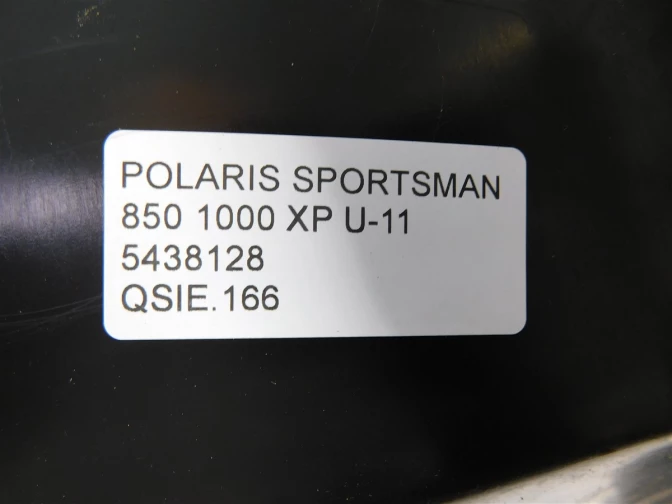 POLARIS SPORTSMAN
850 1000 XP U-11
5438128
QSIE.166